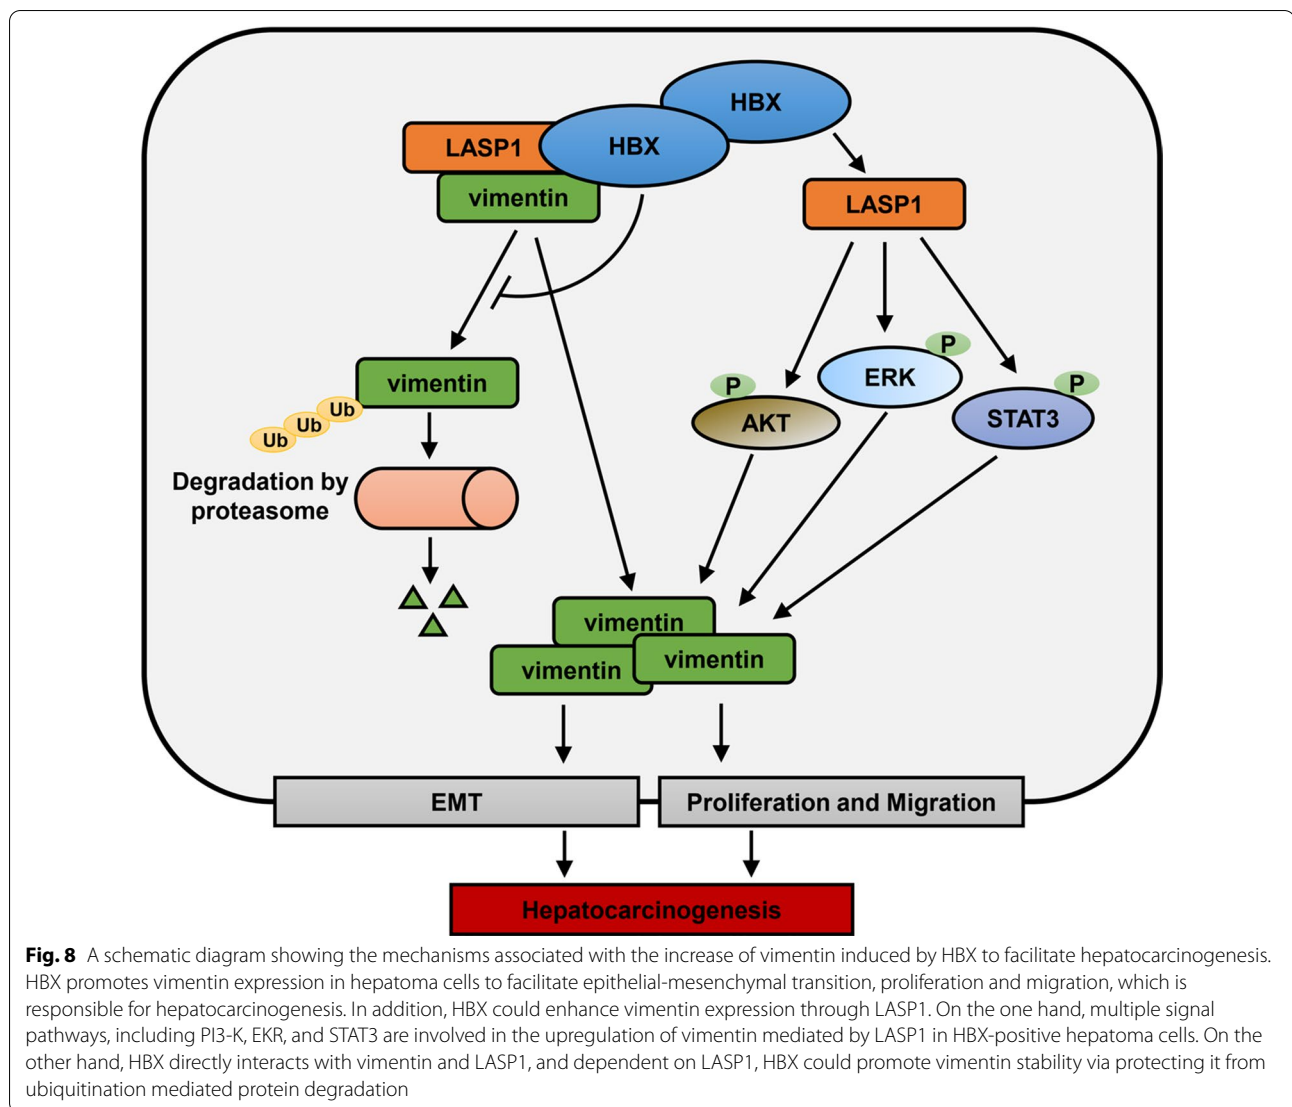 HBX
LASP1
HBX
vimentin
LASP1
P
ERK
P
P
vimentin
AKT
STAT3
Ub
Ub
Ub
Degradation by
proteasome
vimentin
vimentin
vimentin
EMT
Proliferation and Migration
Hepatocarcinogenesis
Fig. 8 A schematic diagram showing the mechanisms associated with the increase of vimentin induced by HBX to facilitate hepatocarcinogenesis.
HBX promotes vimentin expression in hepatoma cells to facilitate epithelial-mesenchymal transition, proliferation and migration, which is
responsible for hepatocarcinogenesis. In addition, HBX could enhance vimentin expression through LASP1. On the one hand, multiple signal
pathways, including PI3-K, EKR, and STAT3 are involved in the upregulation of vimentin mediated by LASP1 in HBX-positive hepatoma cells. On the
other hand, HBX directly interacts with vimentin and LASP1, and dependent on LASP1, HBX could promote vimentin stability via protecting it from
ubiquitination mediated protein degradation